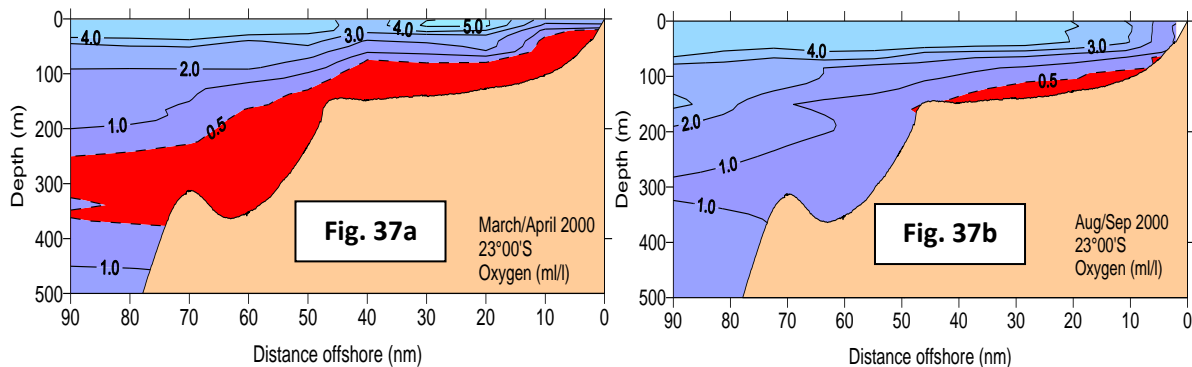 0
100
200
300
400
500
Depth (m)
4.0
3.0
4.0
5.0
2.0
1.0
0.5
1.0
Fig. 37a
March/April 2000
23°00'S
Oxygen (ml/l)
90 80 70 60 50 40 30 20 10 0
Distance offshore (nm)
0
100
200
300
400
500
Depth (m)
4.0
3.0
0.5
2.0
1.0
1.0
Fig. 37b
Aug/Sep 2000
23°00'S
Oxygen (ml/l)
90 80 70 60 50 40 30 20 10 0
Distance offshore (nm)